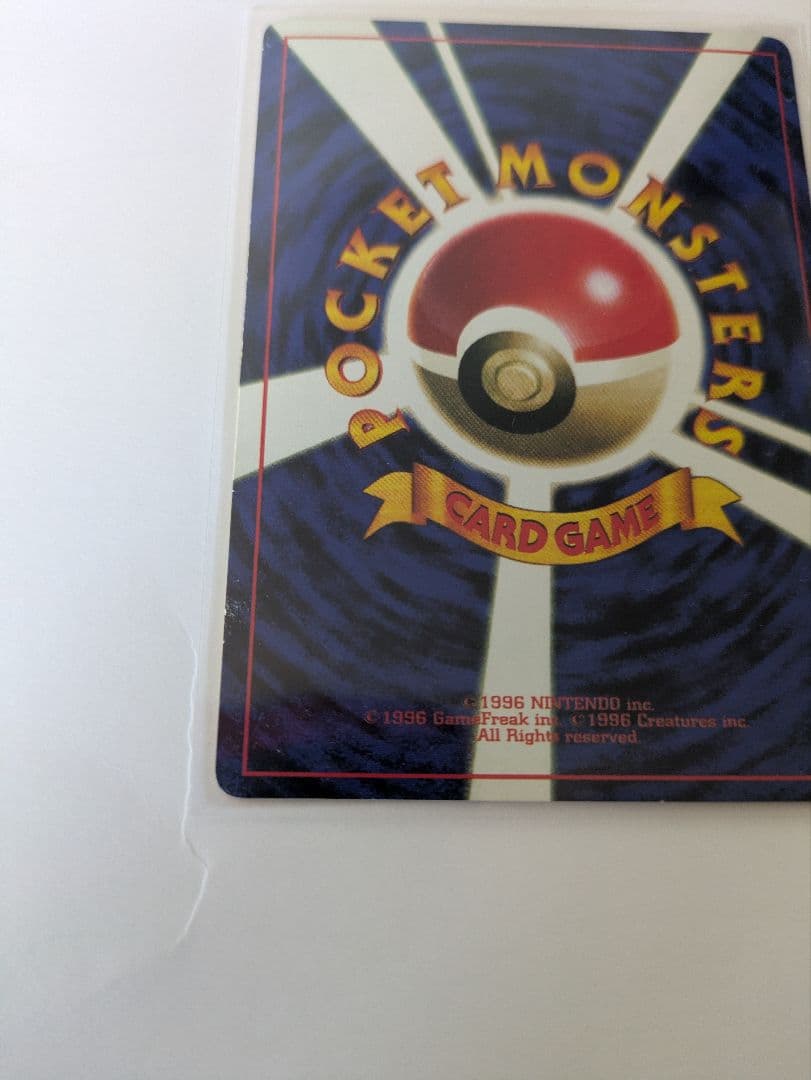 POCKET MONSTERS
CARD GAME
©1996 NINTENDO inc.
©1996 GameFreak inc. ©1996 Creatures inc.
All Rights reserved.